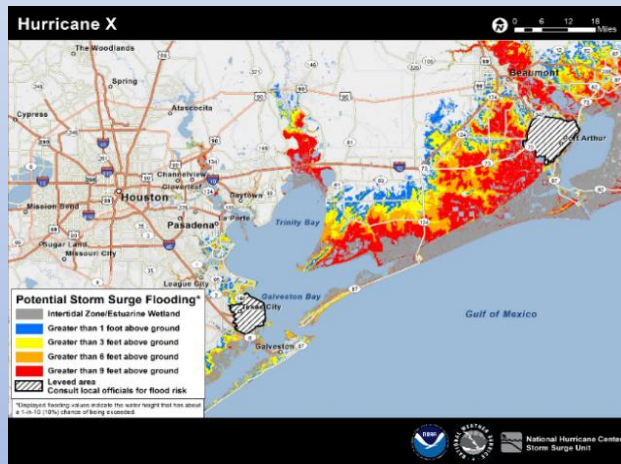 Hurricane X
0 6 12 18
Miles
The Woodlands
Spring
Atascocita
Cypress
Beaumont
Port Arthur
Channelview
Cloverleaf
Houston
Baytown
Mission Bend
Pasadena
La Porte
Trinity Bay
Sugar Land
Missouri City
League City
Galveston Bay
Texas City
Galveston
Gulf of Mexico
Potential Storm Surge Flooding*
Intertidal Zone/Estuarine Wetland
Greater than 1 foot above ground
Greater than 3 feet above ground
Greater than 6 feet above ground
Greater than 9 feet above ground
Leveed area
Consult local officials for flood risk
*Displayed flooding values indicate the water height that has about
a 1-in-10 (10%) chance of being exceeded.
NOAA
National Hurricane Center
Storm Surge Unit